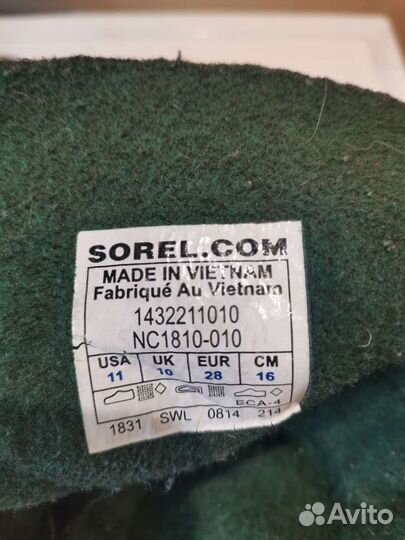 SOREL.COM
MADE IN VIETNAM
Fabriqué Au Vietnam
1432211010
NC1810-010
USA UK EUR CM
11 10 28 16
ECA-4
1831 SWL 0814 214
Avito